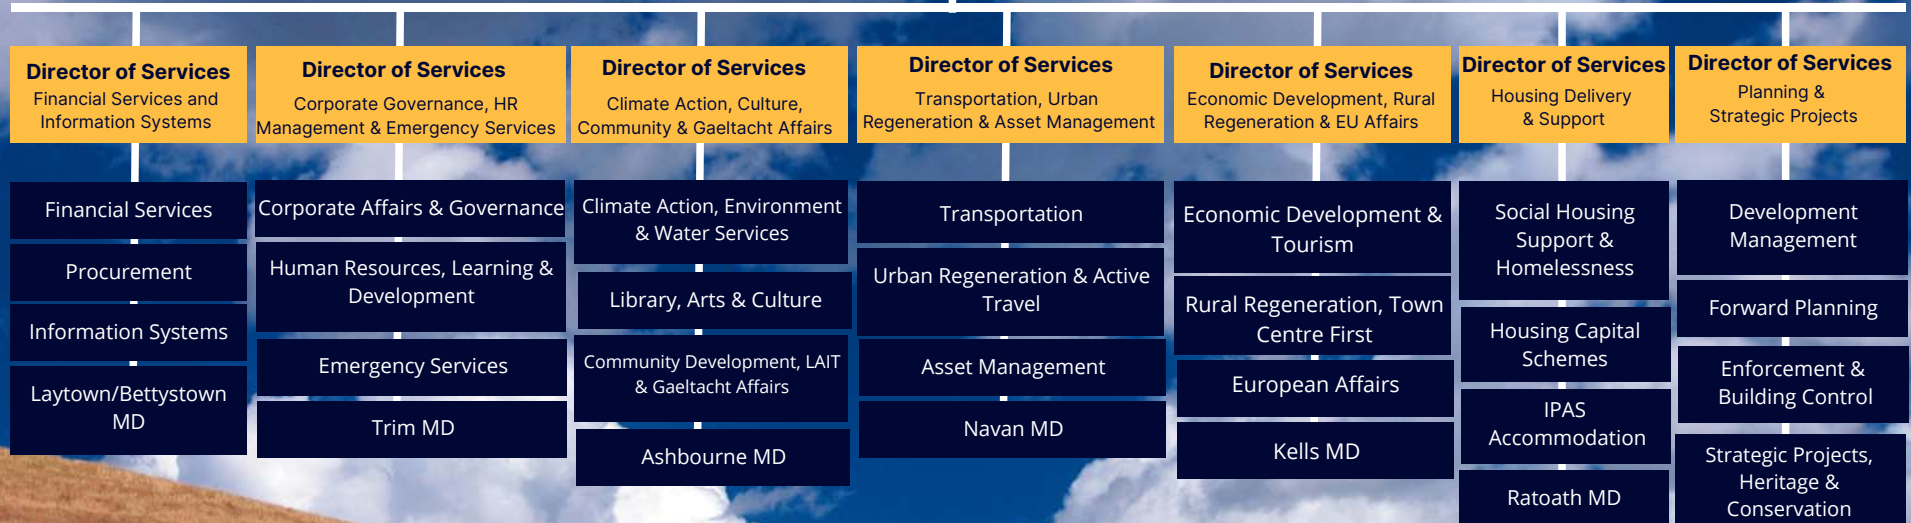 Director of Services
Financial Services and
Information Systems
Financial Services
Procurement
Information Systems
Laytown/Bettystown
MD
Director of Services
Corporate Governance, HR
Management & Emergency Services
Corporate Affairs & Governance
Human Resources, Learning &
Development
Emergency Services
Trim MD
Director of Services
Climate Action, Culture,
Community & Gaeltacht Affairs
Climate Action, Environment
& Water Services
Library, Arts & Culture
Community Development, LAIT
& Gaeltacht Affairs
Ashbourne MD
Director of Services
Transportation, Urban
Regeneration & Asset Management
Transportation
Urban Regeneration & Active
Travel
Asset Management
Navan MD
Director of Services
Economic Development, Rural
Regeneration & EU Affairs
Economic Development &
Tourism
Rural Regeneration, Town
Centre First
European Affairs
Kells MD
Director of Services
Housing Delivery
& Support
Social Housing
Support &
Homelessness
Housing Capital
Schemes
IPAS
Accommodation
Ratoath MD
Director of Services
Planning &
Strategic Projects
Development
Management
Forward Planning
Enforcement &
Building Control
Strategic Projects,
Heritage &
Conservation